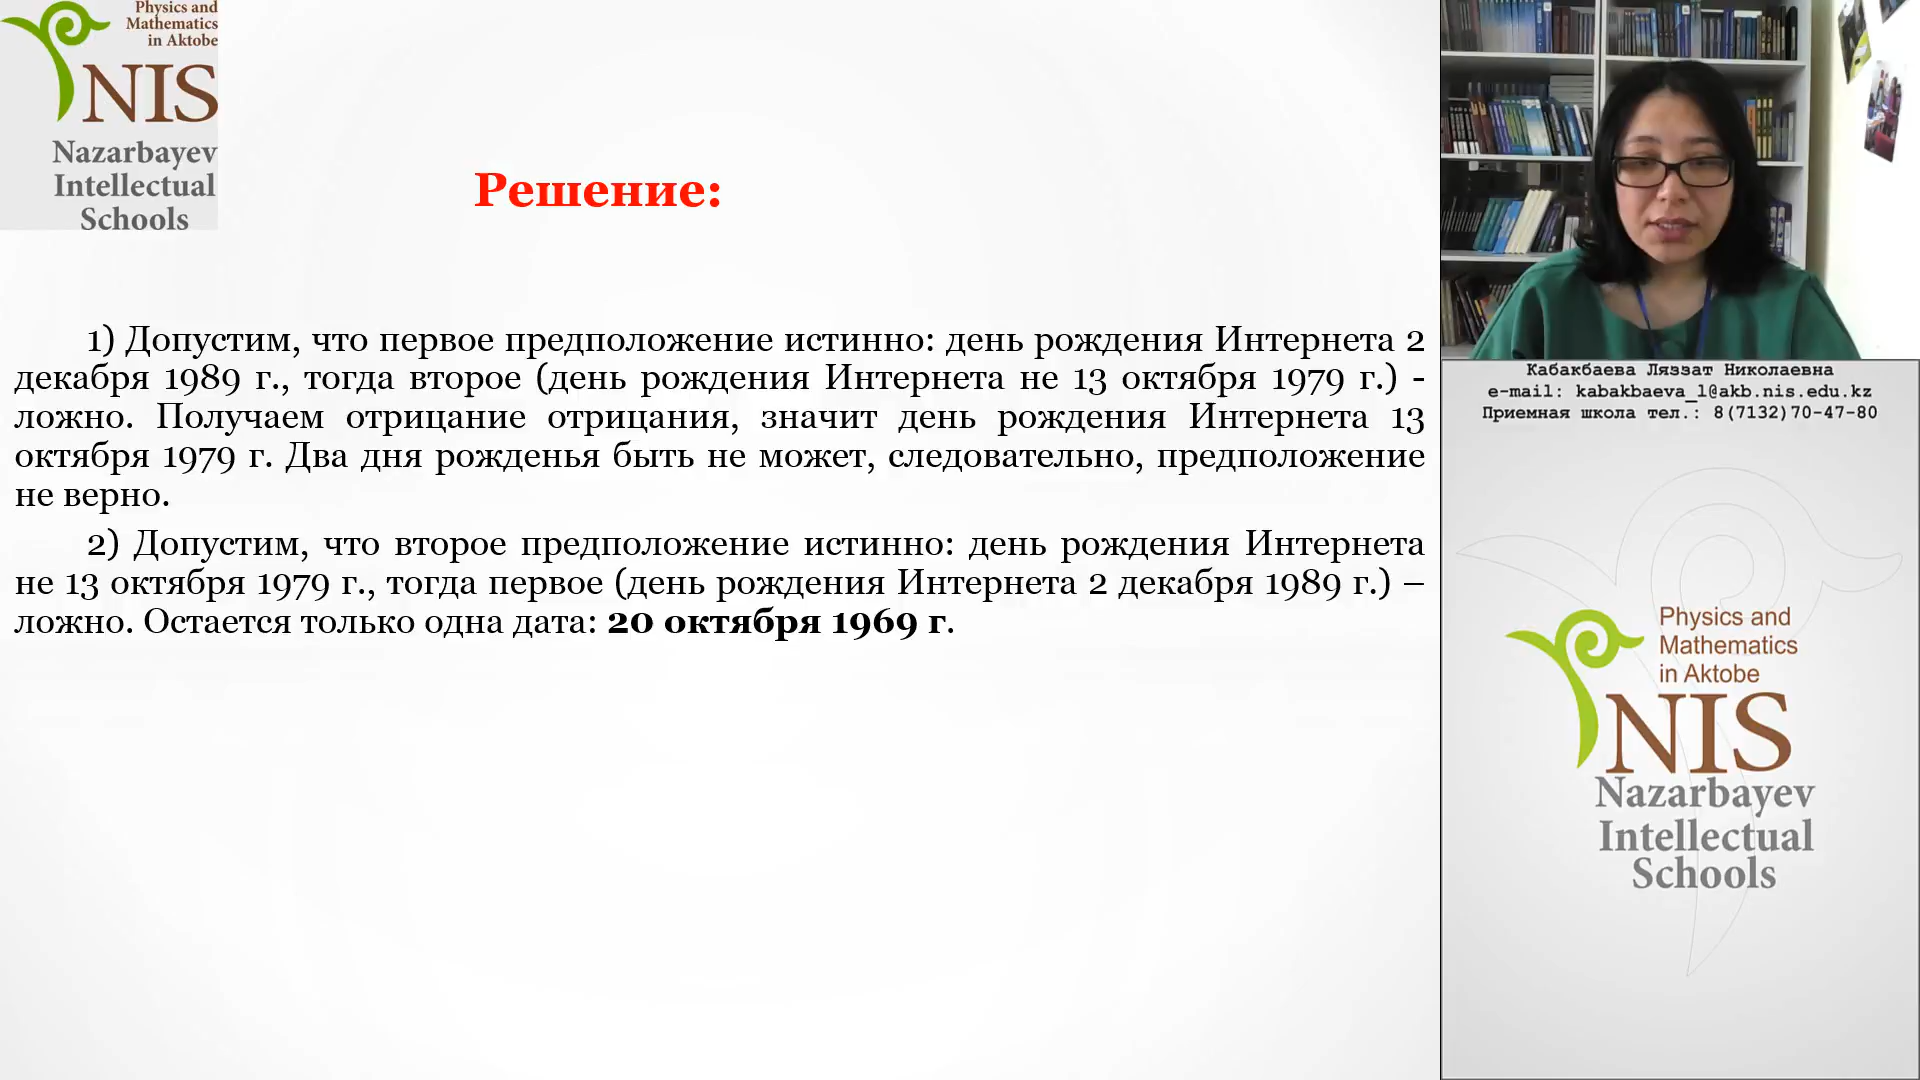 Physics and
Mathematics
in Aktobe
NIS
Nazarbayev
Intellectual
Schools
Решение:
1) Допустим, что первое предположение истинно: день рождения Интернета 2
декабря 1989 г., тогда второе (день рождения Интернета не 13 октября 1979 г.) -
ложно. Получаем отрицание отрицания, значит день рождения Интернета 13
октября 1979 г. Два дня рожденья быть не может, следовательно, предположение
не верно.
2) Допустим, что второе предположение истинно: день рождения Интернета
не 13 октября 1979 г., тогда первое (день рождения Интернета 2 декабря 1989 г.) –
ложно. Остается только одна дата: 20 октября 1969 г.
Кабакбаева Ляззат Николаевна
e-mail: kabakbaeva_l@akb.nis.edu.kz
Приемная школа тел.: 8(7132)70-47-80
Physics and
Mathematics
in Aktobe
NIS
Nazarbayev
Intellectual
Schools